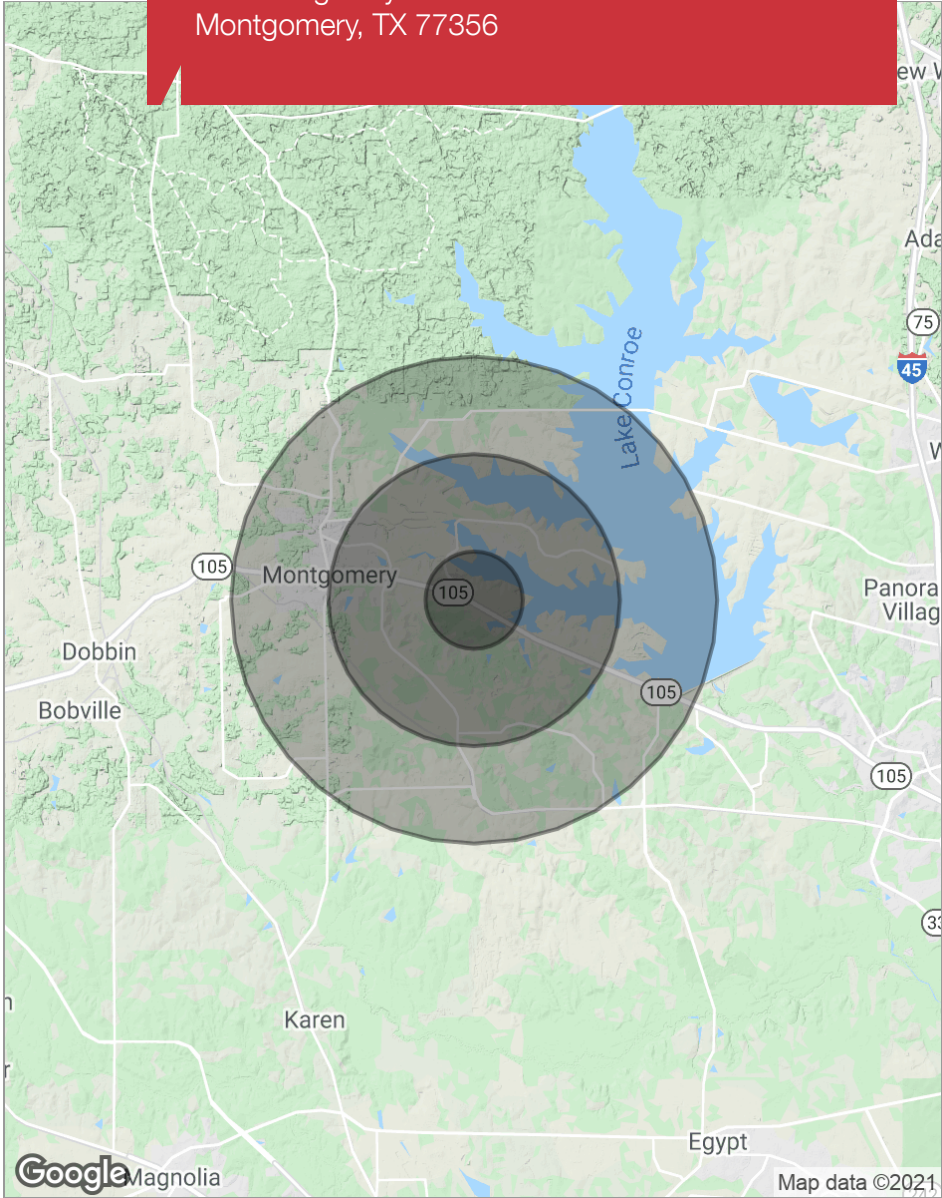 Montgomery, TX 77356
Lake Conroe
75
45
105
Montgomery
105
Panora
Villag
Dobbin
105
Bobville
105
Karen
Egypt
Google
Magnolia
Map data ©2021